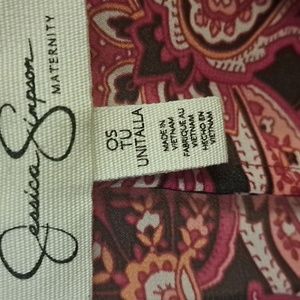 Jessica Simpson
MATERNITY
OS
TU
UNITALLA
MADE IN
VIETNAM
FABRIQUÉ AU
VIETNAM
HECHO EN
VIETNAM